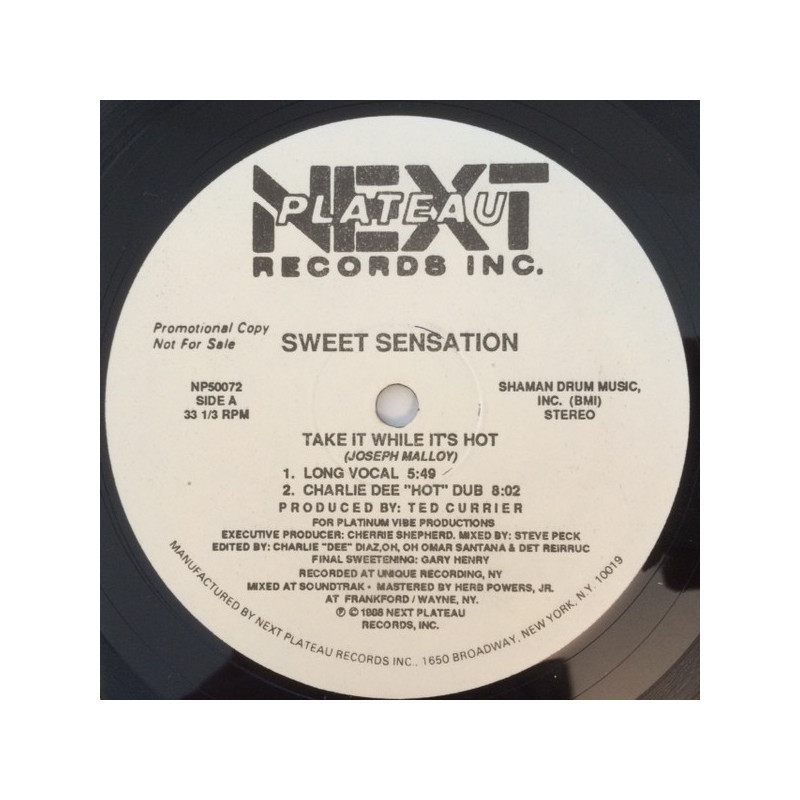 NEXT
PLATEAU
RECORDS INC.
Promotional Copy
Not For Sale
SWEET SENSATION
NP50072
SIDE A
33 1/3 RPM
SHAMAN DRUM MUSIC,
INC. (BMI)
STEREO
TAKE IT WHILE IT'S HOT
(JOSEPH MALLOY)
1. LONG VOCAL 5:49
2. CHARLIE DEE "HOT" DUB 8:02
PRODUCED BY: TED CURRIER
FOR PLATINUM VIBE PRODUCTIONS
EXECUTIVE PRODUCER: CHERRIE SHEPHERD. MIXED BY: STEVE PECK
EDITED BY: CHARLIE "DEE" DIAZ,OH, OH OMAR SANTANA & DET REIRRUC
FINAL SWEETENING: GARY HENRY
RECORDED AT UNIQUE RECORDING, NY
MIXED AT SOUNDTRAK • MASTERED BY HERB POWERS, JR.
AT FRANKFORD / WAYNE, NY.
℗ © 1988 NEXT PLATEAU
RECORDS, INC.
MANUFACTURED BY NEXT PLATEAU RECORDS INC., 1650 BROADWAY, NEW YORK, N.Y. 10019